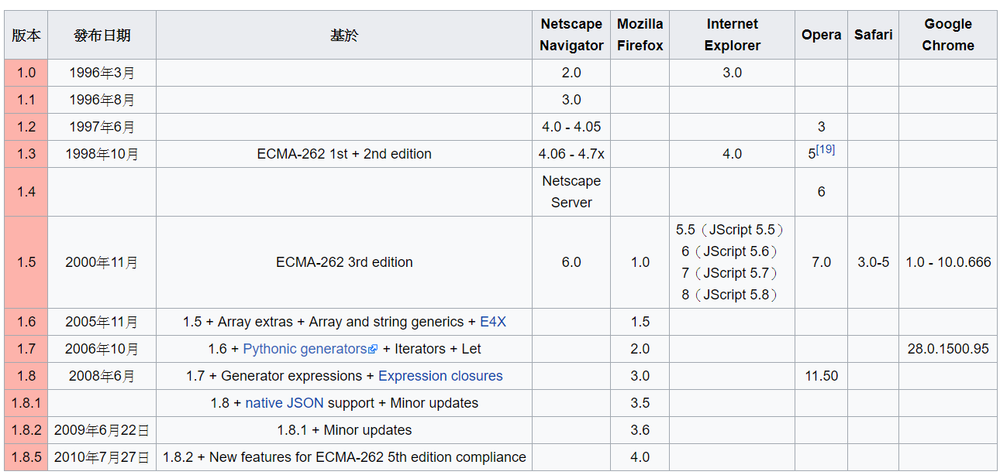 版本 發布日期 基於 Netscape Navigator Mozilla Firefox Internet Explorer Opera Safari Google Chrome
1.0 1996年3月 2.0 3.0
1.1 1996年8月 3.0
1.2 1997年6月 4.0 - 4.05 3
1.3 1998年10月 ECMA-262 1st + 2nd edition 4.06 - 4.7x 4.0 5[19]
1.4 Netscape Server 6
1.5 2000年11月 ECMA-262 3rd edition 6.0 1.0 5.5（JScript 5.5）
6（JScript 5.6）
7（JScript 5.7）
8（JScript 5.8） 7.0 3.0-5 1.0 - 10.0.666
1.6 2005年11月 1.5 + Array extras + Array and string generics + E4X 1.5
1.7 2006年10月 1.6 + Pythonic generators + Iterators + Let 2.0 28.0.1500.95
1.8 2008年6月 1.7 + Generator expressions + Expression closures 3.0 11.50
1.8.1 1.8 + native JSON support + Minor updates 3.5
1.8.2 2009年6月22日 1.8.1 + Minor updates 3.6
1.8.5 2010年7月27日 1.8.2 + New features for ECMA-262 5th edition compliance 4.0